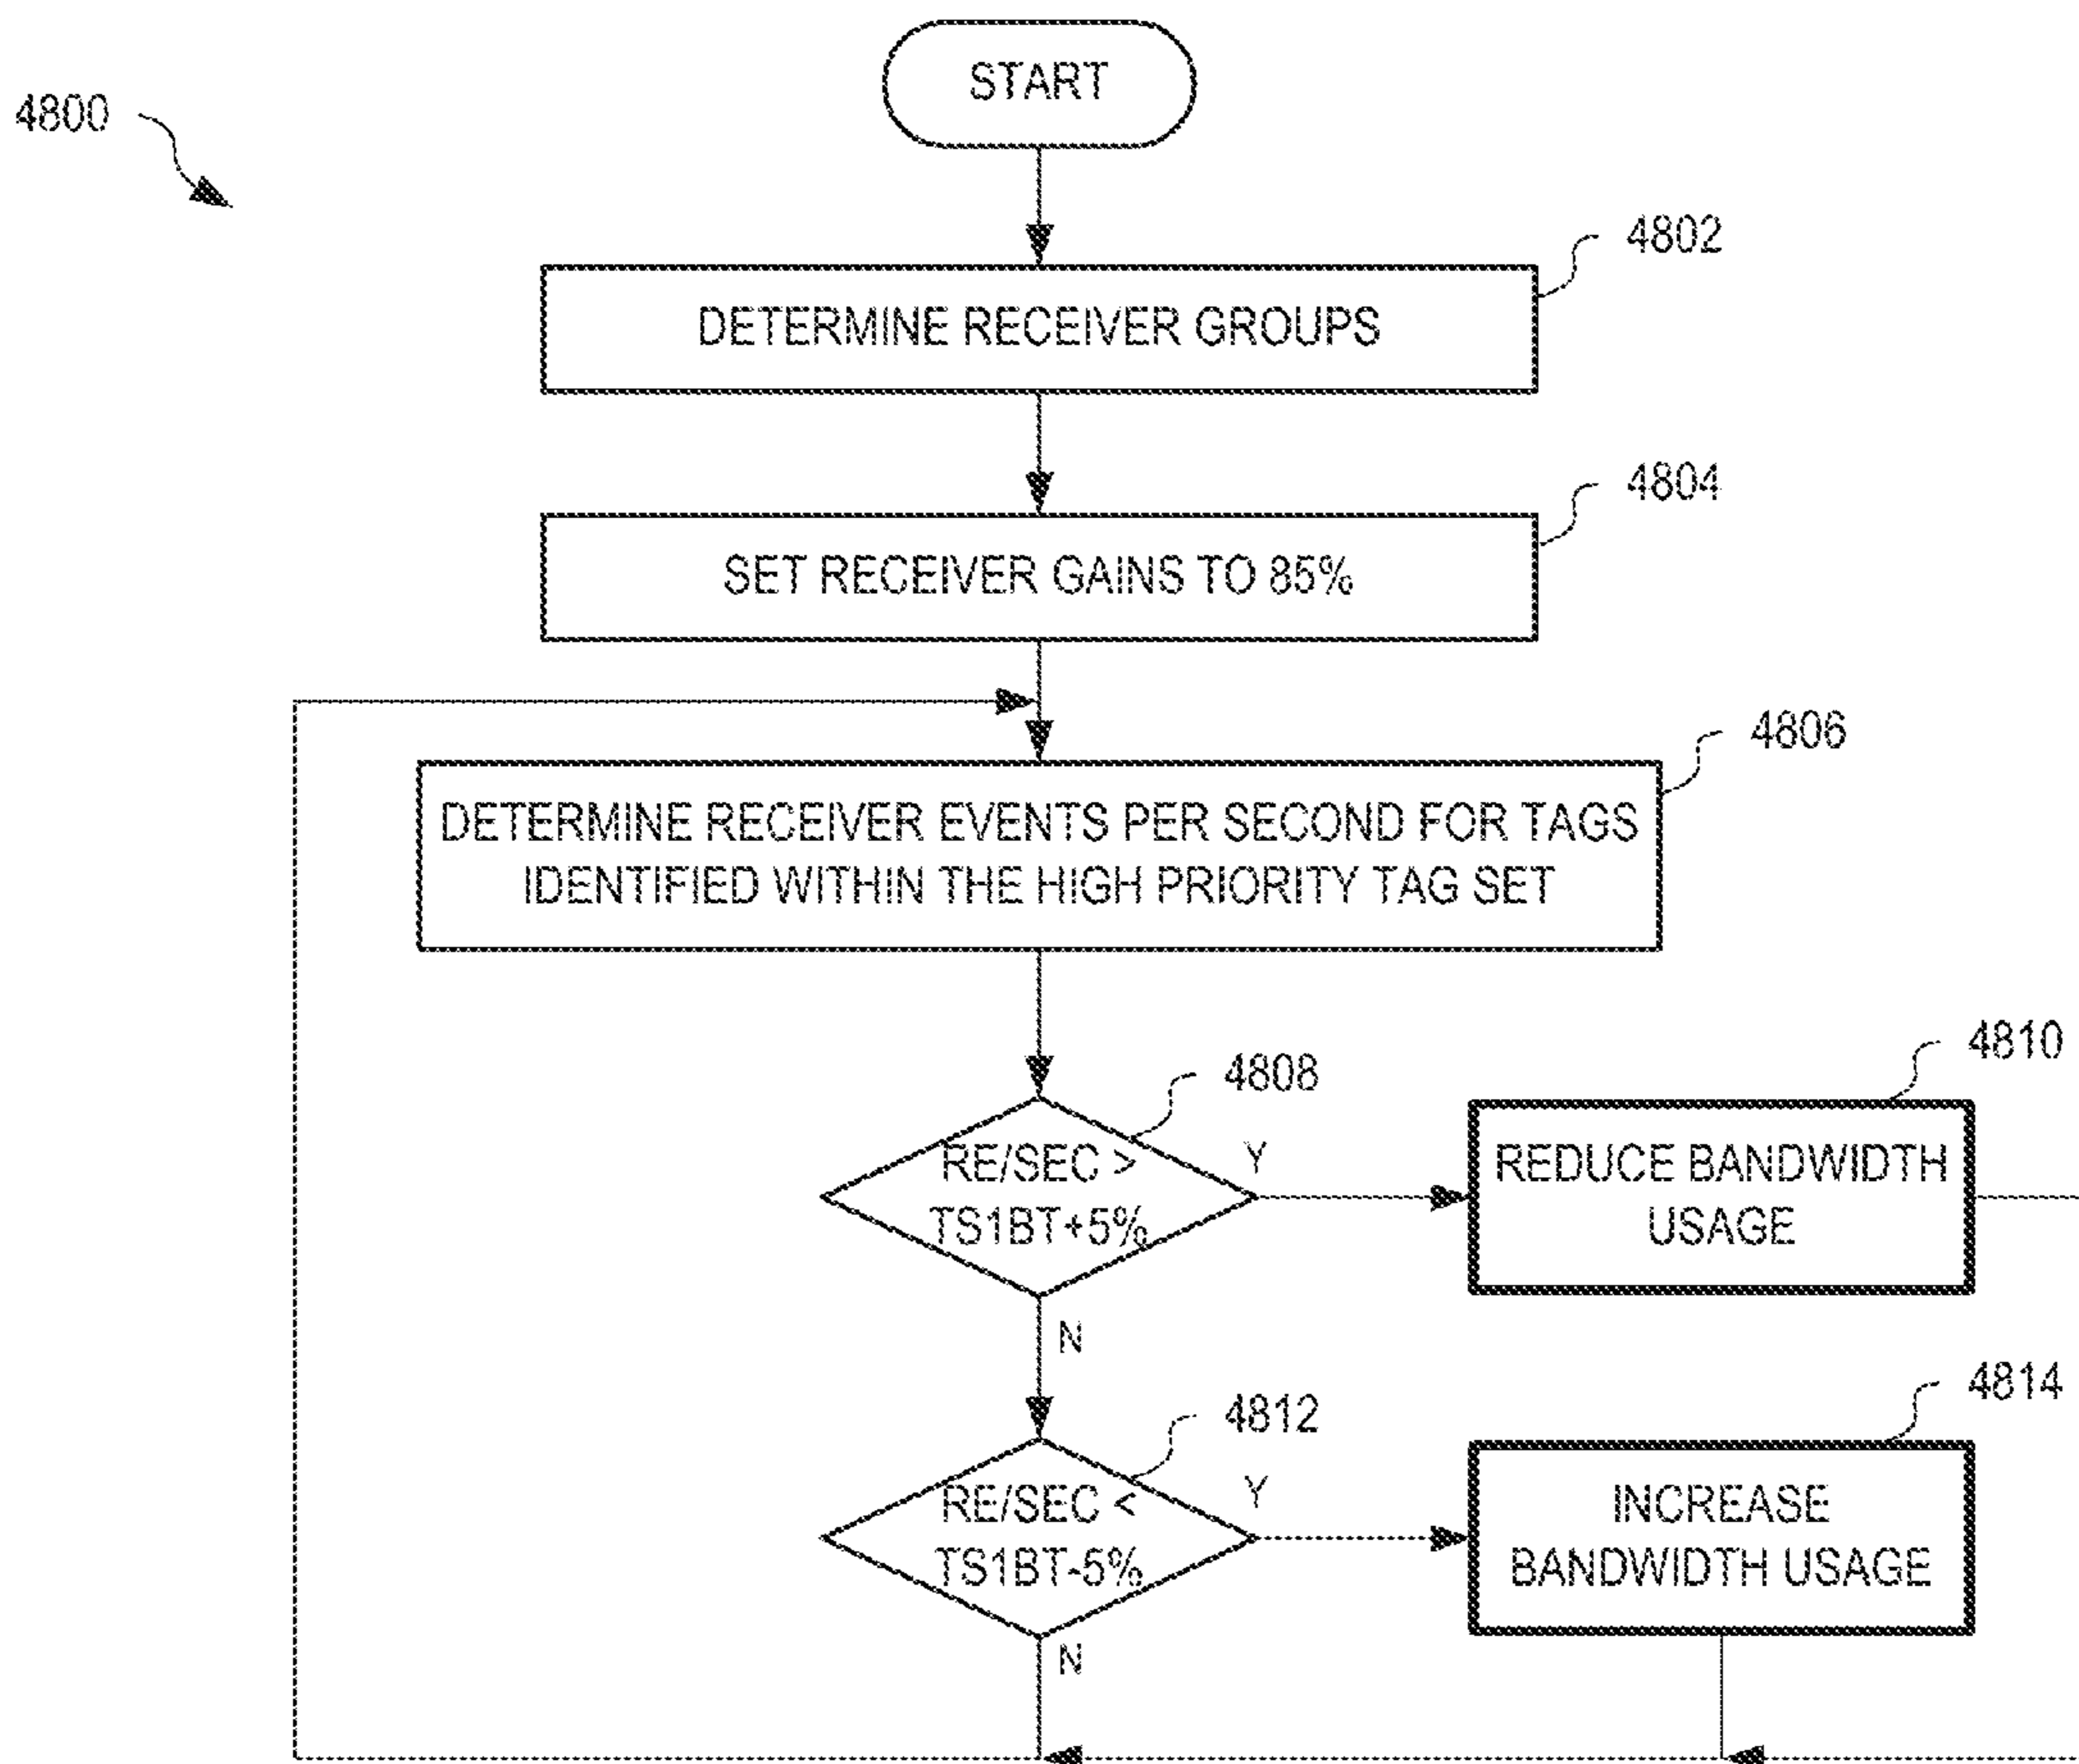 START
4800
4802
DETERMINE RECEIVER GROUPS
4804
SET RECEIVER GAINS TO 85%
4806
DETERMINE RECEIVER EVENTS PER SECOND FOR TAGS
IDENTIFIED WITHIN THE HIGH PRIORITY TAG SET
4808
4810
RE/SEC >
TS1BT+5%
Y
REDUCE BANDWIDTH
USAGE
N
4812
4814
RE/SEC <
TS1BT-5%
Y
INCREASE
BANDWIDTH USAGE
N